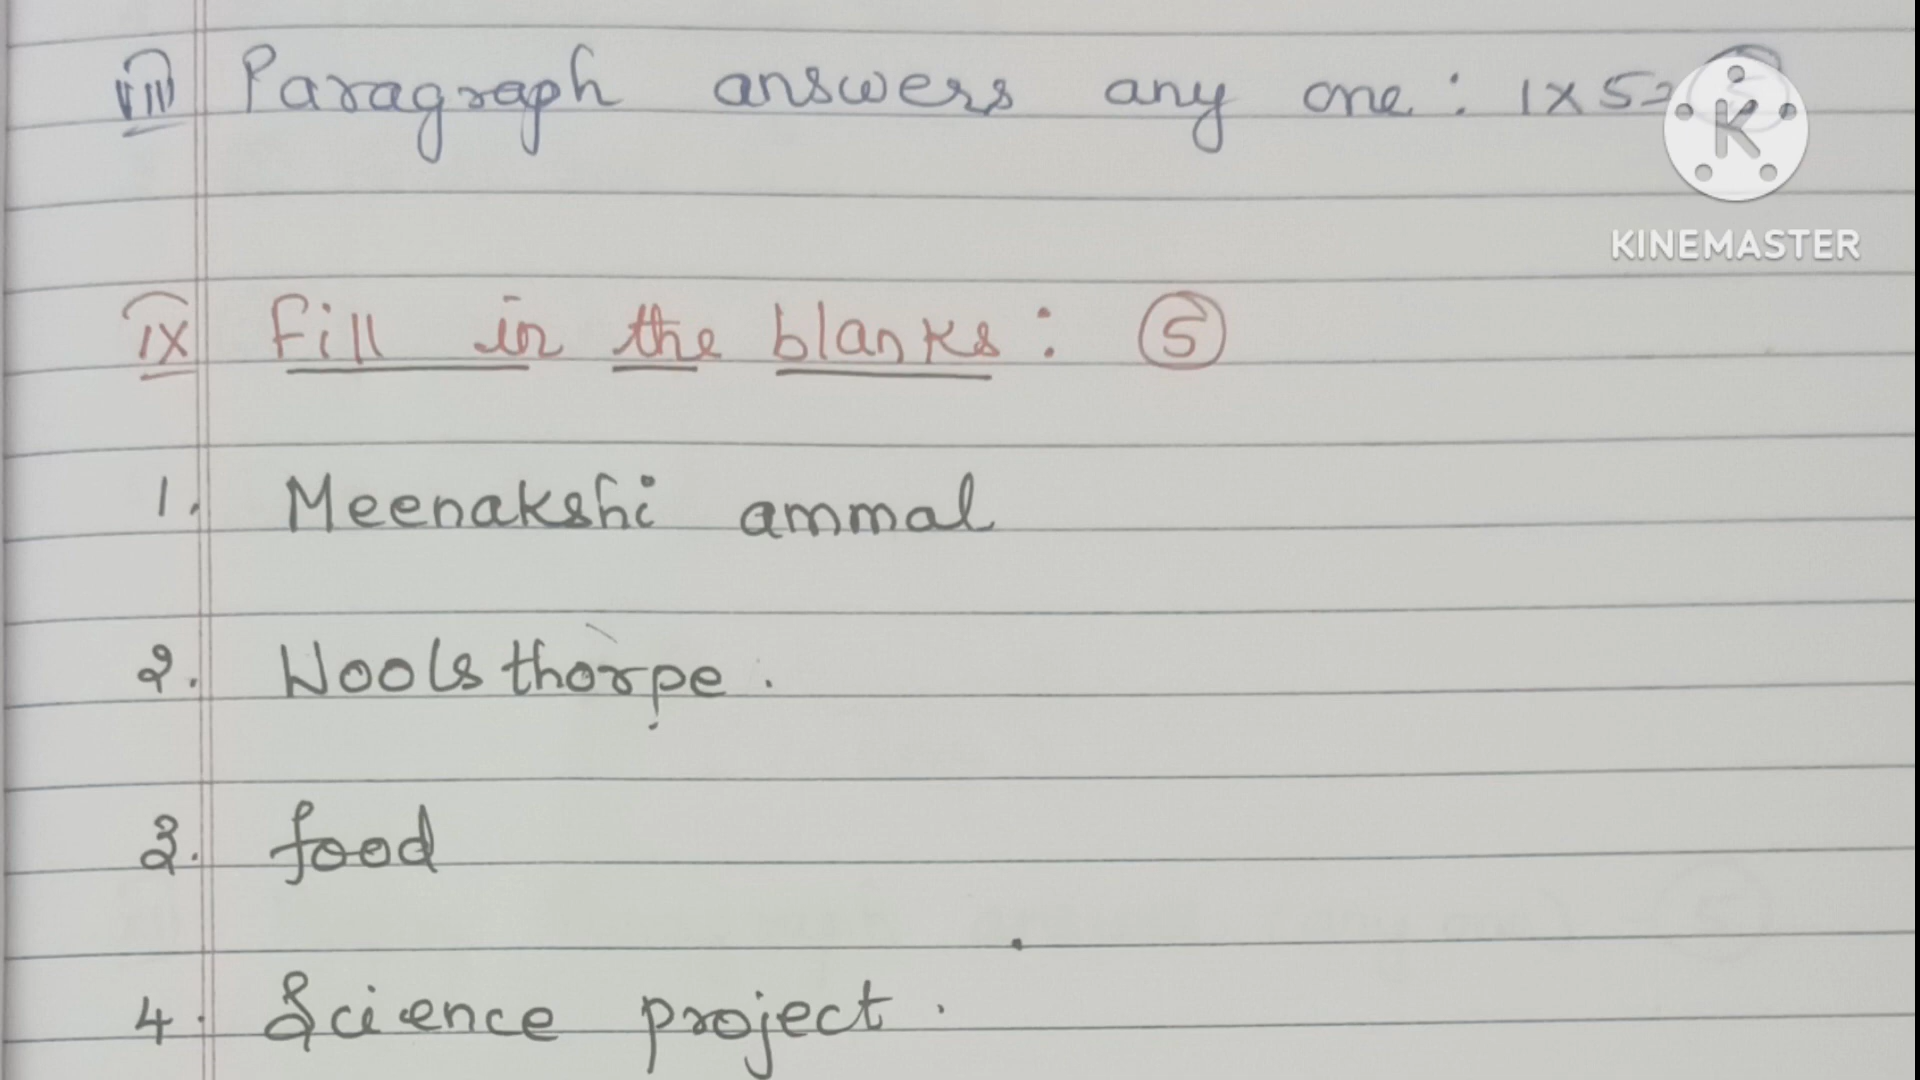 viii) Paragraph answers any one : 1x5=5
KINEMASTER
ix Fill in the blanks : 5
1. Meenakshi ammal
2. Woolsthorpe.
3. food
4. Science project.